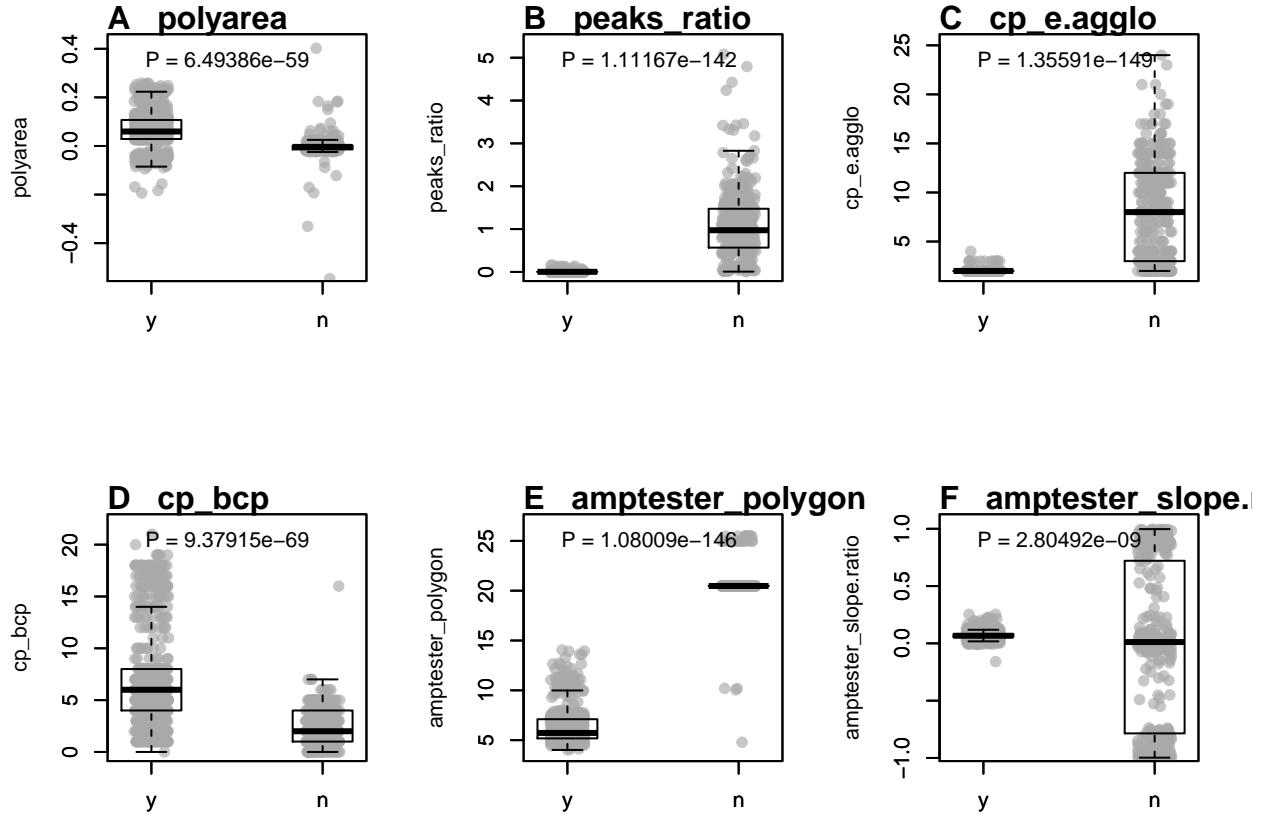 A polyarea
P = 6.49386e−59
polyarea
0.4
0.2
0.0
−0.4
y n
B peaks_ratio
P = 1.11167e−142
peaks_ratio
5
4
3
2
1
0
y n
C cp_e.agglo
P = 1.35591e−149
cp_e.agglo
25
20
15
10
5
y n
D cp_bcp
P = 9.37915e−69
cp_bcp
20
15
10
5
0
y n
E amptester_polygon
P = 1.08009e−146
amptester_polygon
25
20
15
10
5
y n
F amptester_slope.
P = 2.80492e−09
amptester_slope.ratio
1.0
0.5
0.0
−1.0
y n